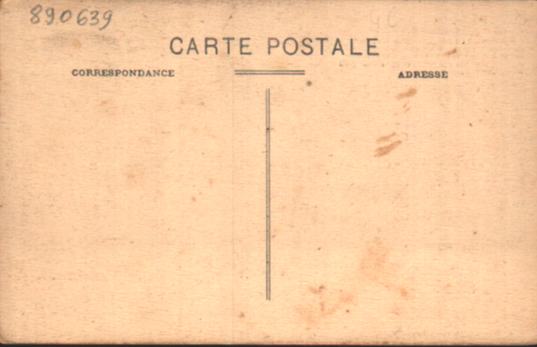 890639
CARTE POSTALE
CORRESPONDANCE
ADRESSE